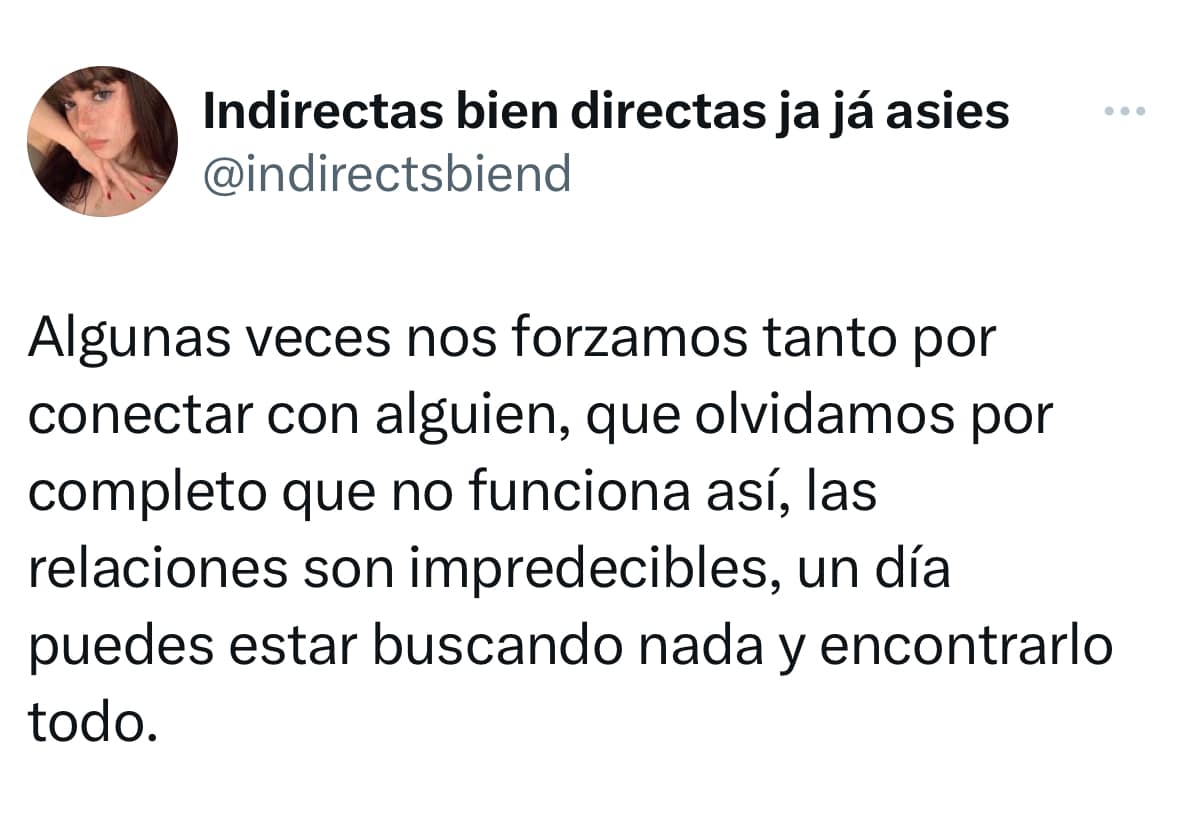 Indirectas bien directas ja já asies
@indirectsbiend
Algunas veces nos forzamos tanto por
conectar con alguien, que olvidamos por
completo que no funciona así, las
relaciones son impredecibles, un día
puedes estar buscando nada y encontrarlo
todo.